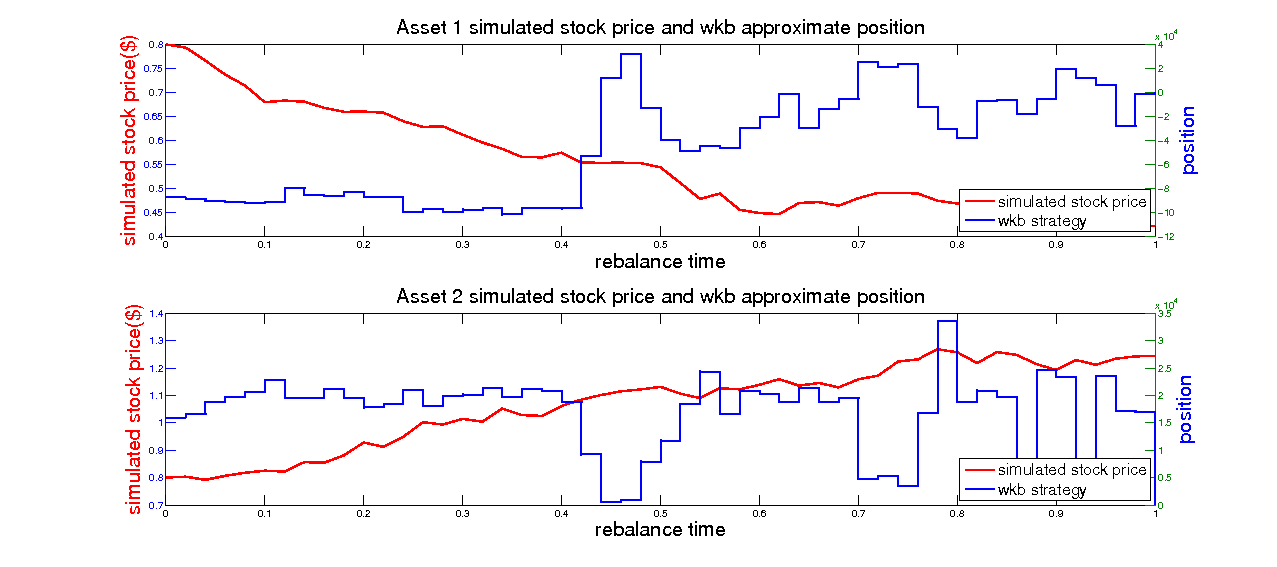 Asset 1 simulated stock price and wkb approximate position
x 10^4
simulated stock price($)
0.8
0.75
0.7
0.65
0.6
0.55
0.5
0.45
0.4
4
2
0
−2
−4
−6
−8
−10
−12
position
simulated stock price
wkb strategy
0 0.1 0.2 0.3 0.4 0.5 0.6 0.7 0.8 0.9 1
rebalance time
Asset 2 simulated stock price and wkb approximate position
x 10^4
simulated stock price($)
1.4
1.3
1.2
1.1
1
0.9
0.8
0.7
3.5
3
2.5
2
1.5
1
0.5
0
position
simulated stock price
wkb strategy
0 0.1 0.2 0.3 0.4 0.5 0.6 0.7 0.8 0.9 1
rebalance time